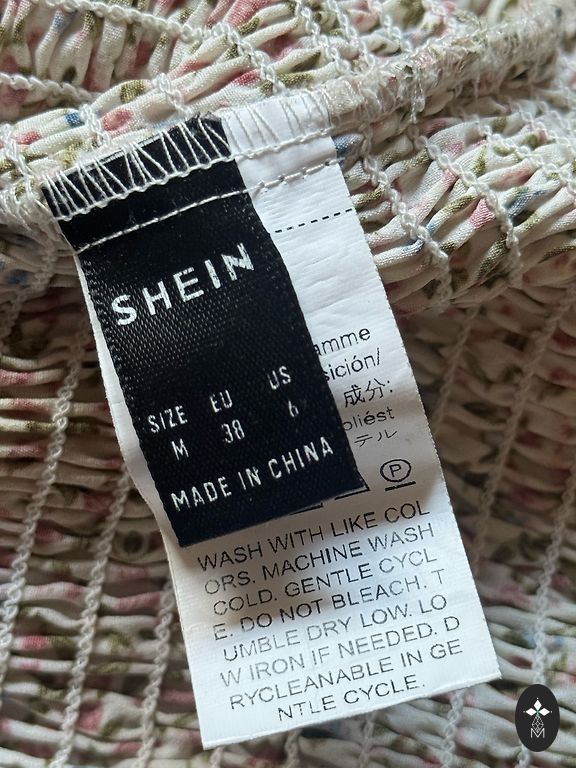 SHEIN
SIZE EU US
M 38 6
MADE IN CHINA
amme
sición/
成分:
oliést
テル
P
WASH WITH LIKE COL
ORS. MACHINE WASH
COLD. GENTLE CYCL
E. DO NOT BLEACH. T
UMBLE DRY LOW. LO
W IRON IF NEEDED. D
RYCLEANABLE IN GE
NTLE CYCLE.
M